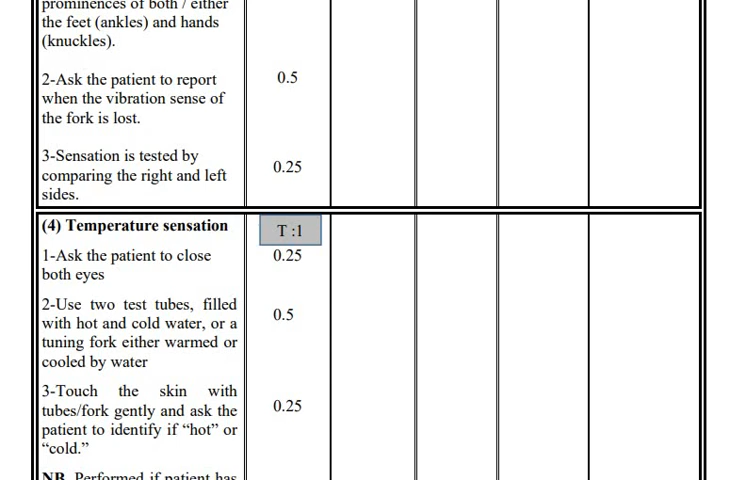 prominences of both / either
the feet (ankles) and hands
(knuckles).
2-Ask the patient to report
when the vibration sense of
the fork is lost.
0.5
3-Sensation is tested by
comparing the right and left
sides.
0.25
(4) Temperature sensation
T :1
1-Ask the patient to close
both eyes
0.25
2-Use two test tubes, filled
with hot and cold water, or a
tuning fork either warmed or
cooled by water
0.5
3-Touch the skin with
tubes/fork gently and ask the
patient to identify if “hot” or
“cold.”
0.25
NB. Performed if patient has